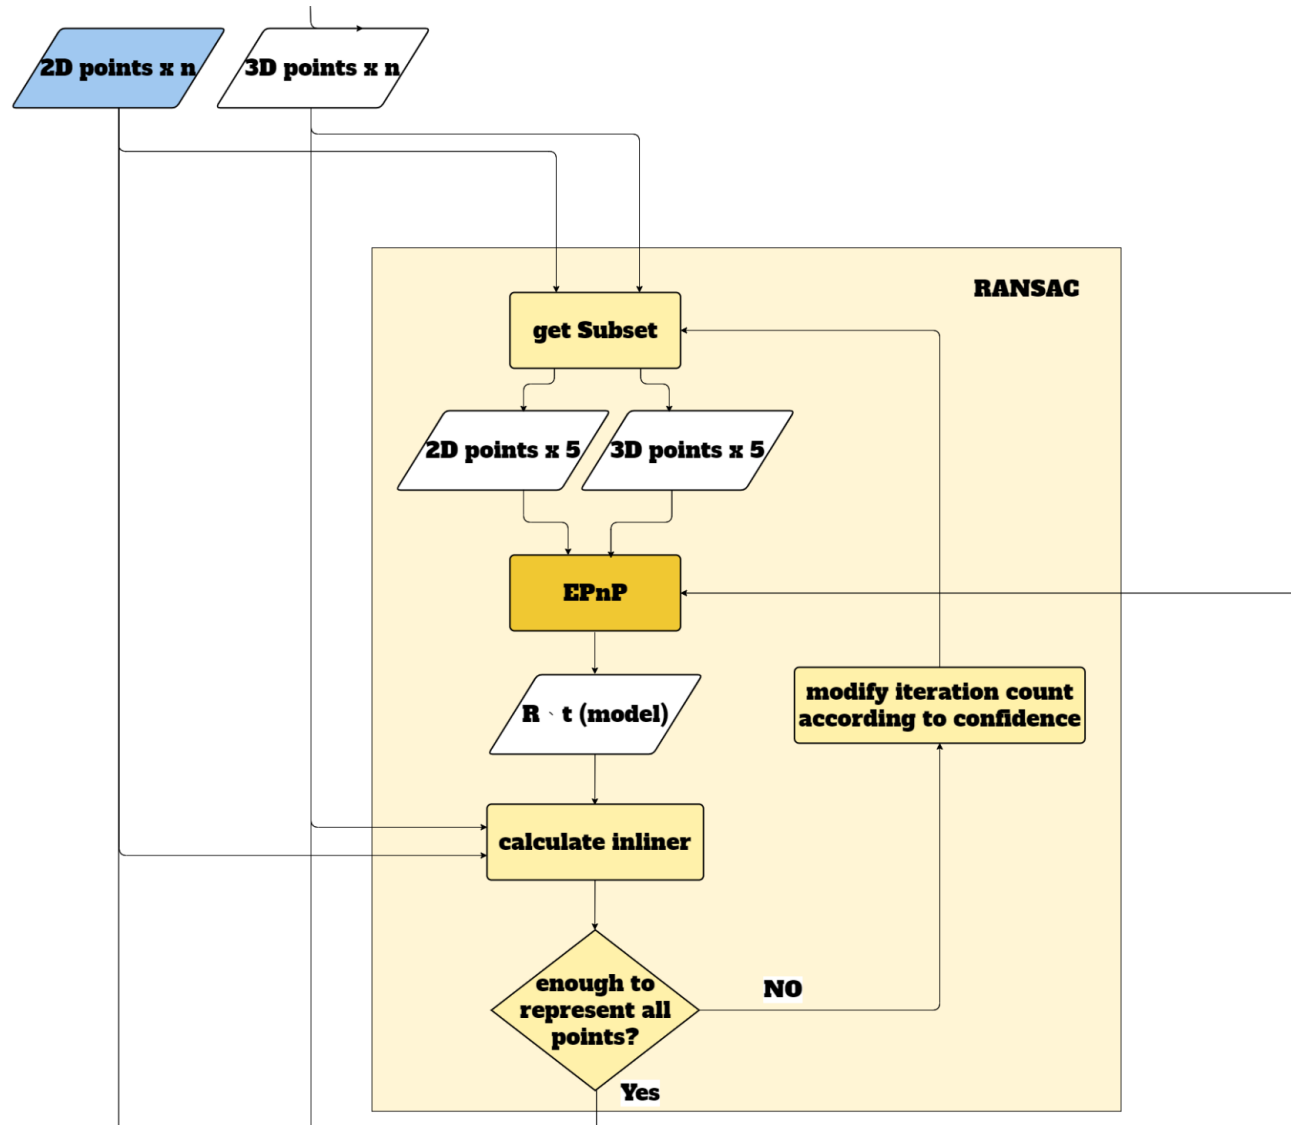 2D points x n
3D points x n
RANSAC
get Subset
2D points x 5
3D points x 5
EPnP
R、t (model)
modify iteration count
according to confidence
calculate inliner
enough to
represent all
points?
NO
Yes